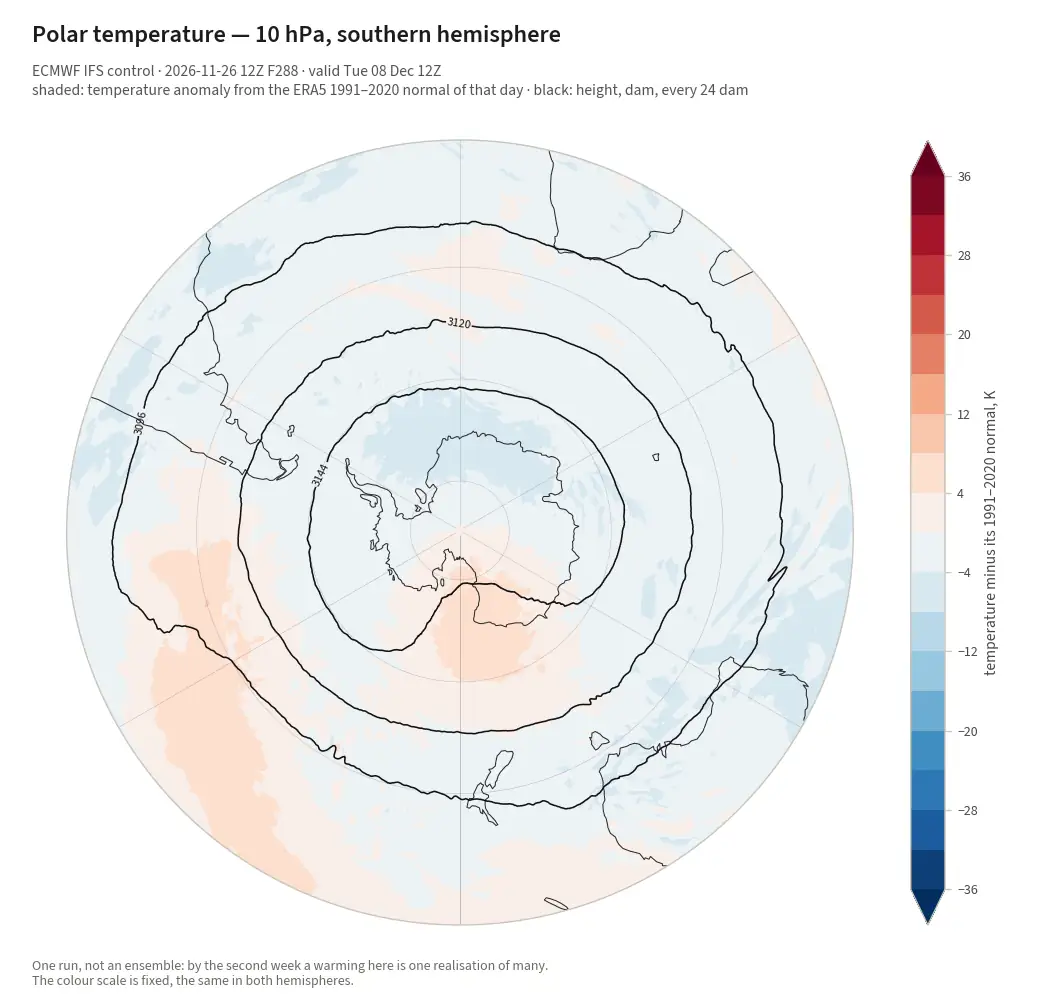 Polar temperature — 10 hPa, southern hemisphere
ECMWF IFS control · 2026-11-26 12Z F288 · valid Tue 08 Dec 12Z
shaded: temperature anomaly from the ERA5 1991–2020 normal of that day · black: height, dam, every 24 dam
36
28
20
12
4
−4
−12
−20
−28
−36
temperature minus its 1991–2020 normal, K
3120
3096
3144
One run, not an ensemble: by the second week a warming here is one realisation of many.
The colour scale is fixed, the same in both hemispheres.